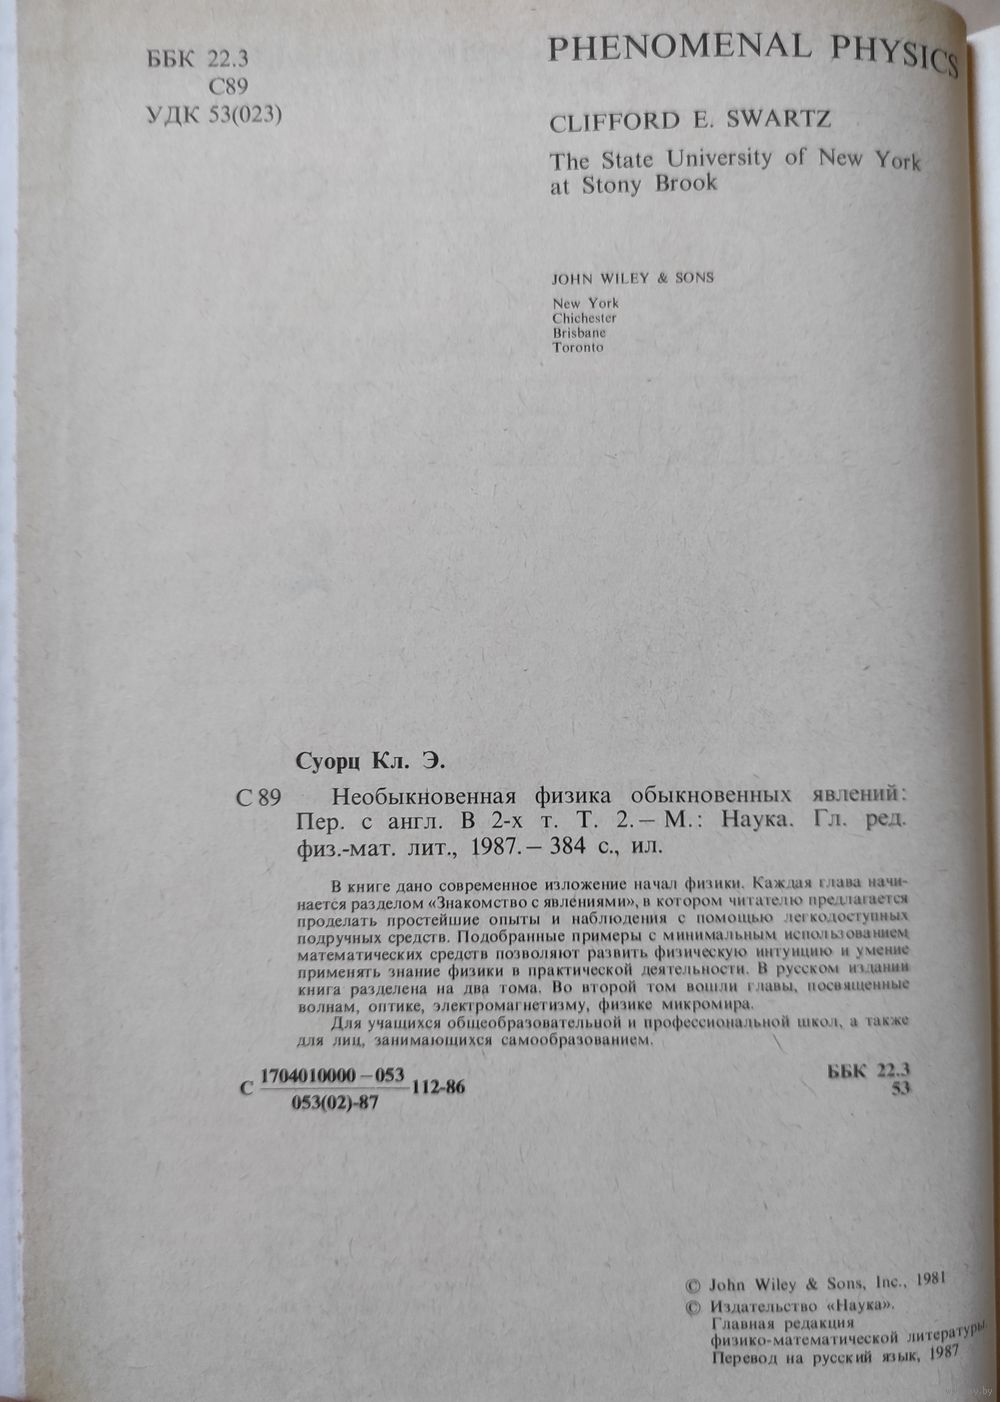 ББК 22.3
С89
УДК 53(023)
PHENOMENAL PHYSICS
CLIFFORD E. SWARTZ
The State University of New York
at Stony Brook
JOHN WILEY & SONS
New York
Chichester
Brisbane
Toronto
Суорц Кл. Э.
С 89 Необыкновенная физика обыкновенных явлений:
Пер. с англ. В 2-х т. Т. 2.— М.: Наука. Гл. ред.
физ.-мат. лит., 1987.— 384 с., ил.
В книге дано современное изложение начал физики. Каждая глава начи-
нается разделом «Знакомство с явлениями», в котором читателю предлагается
проделать простейшие опыты и наблюдения с помощью легкодоступных
подручных средств. Подобранные примеры с минимальным использованием
математических средств позволяют развить физическую интуицию и умение
применять знание физики в практической деятельности. В русском издании
книга разделена на два тома. Во второй том вошли главы, посвященные
волнам, оптике, электромагнетизму, физике микромира.
Для учащихся общеобразовательной и профессиональной школ, а также
для лиц, занимающихся самообразованием.
С 1704010000—053
053(02)-87 112-86
ББК 22.3
53
© John Wiley & Sons, Inc., 1981
© Издательство «Наука».
Главная редакция
физико-математической литературы.
Перевод на русский язык, 1987